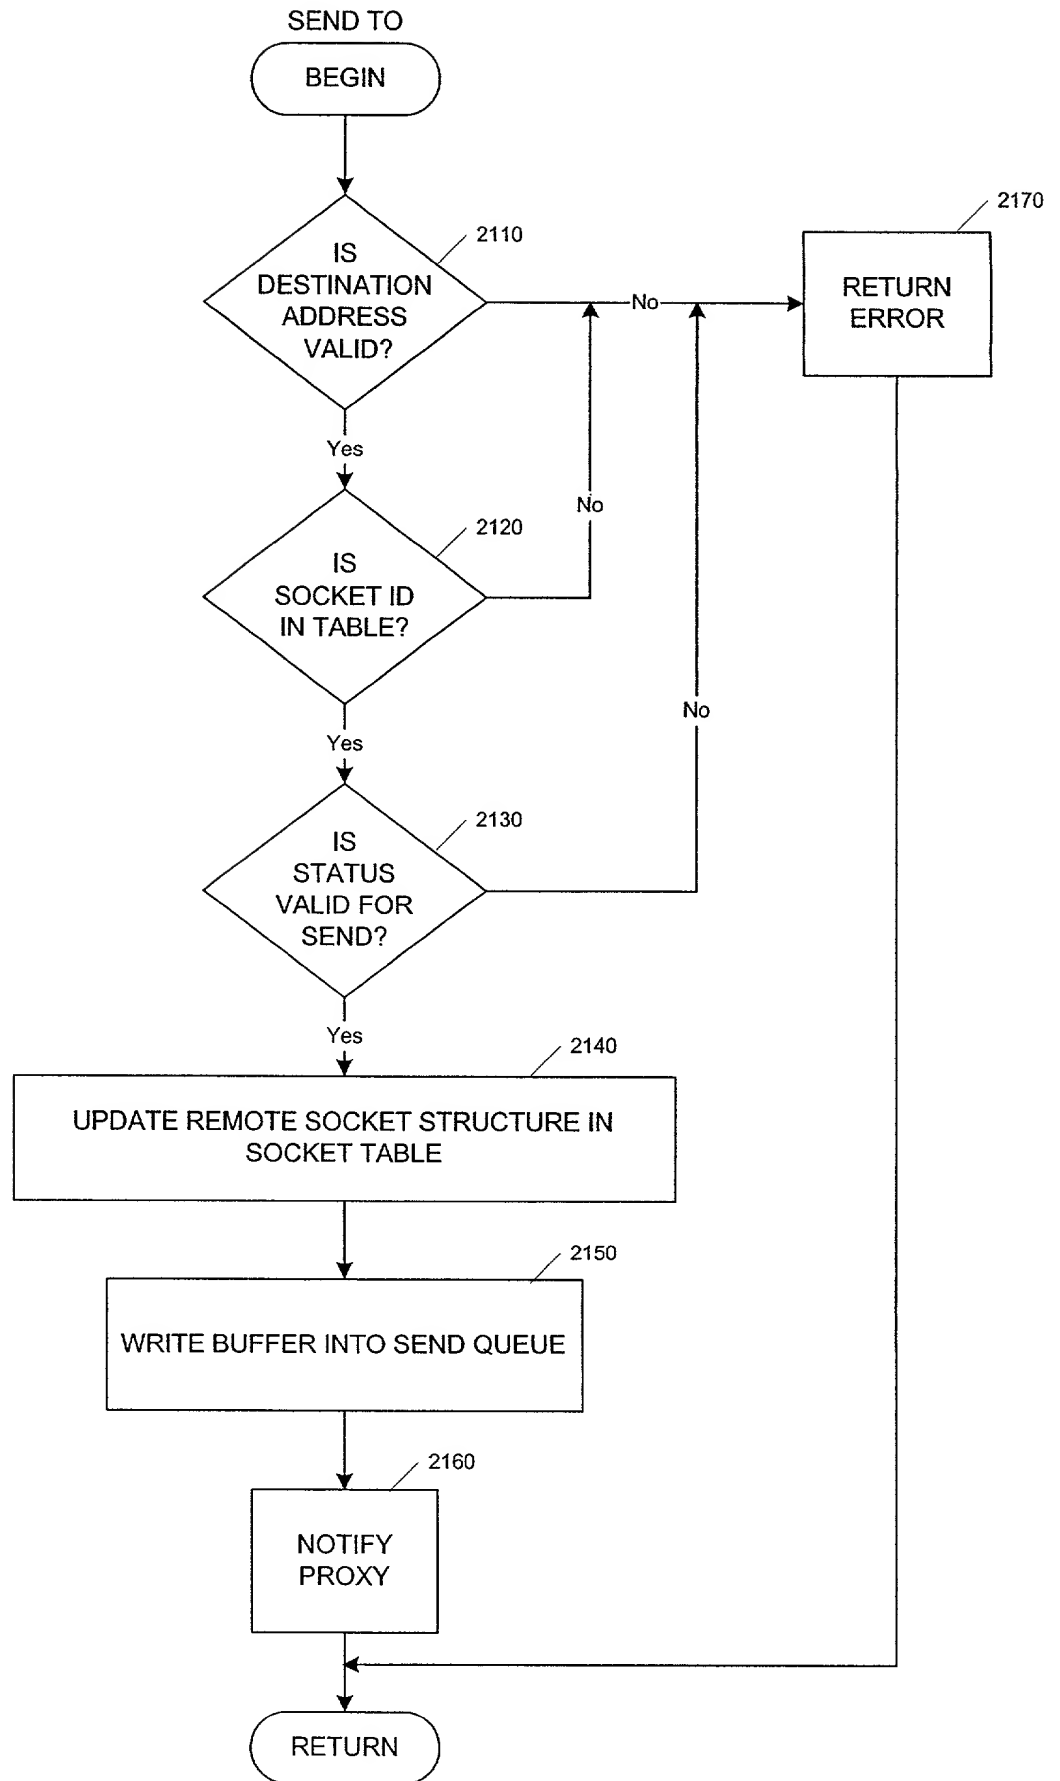 SEND TO
BEGIN
2110
IS
DESTINATION
ADDRESS
VALID?
No
2170
RETURN
ERROR
Yes
2120
IS
SOCKET ID
IN TABLE?
No
Yes
2130
IS
STATUS
VALID FOR
SEND?
No
Yes
2140
UPDATE REMOTE SOCKET STRUCTURE IN
SOCKET TABLE
2150
WRITE BUFFER INTO SEND QUEUE
2160
NOTIFY
PROXY
RETURN